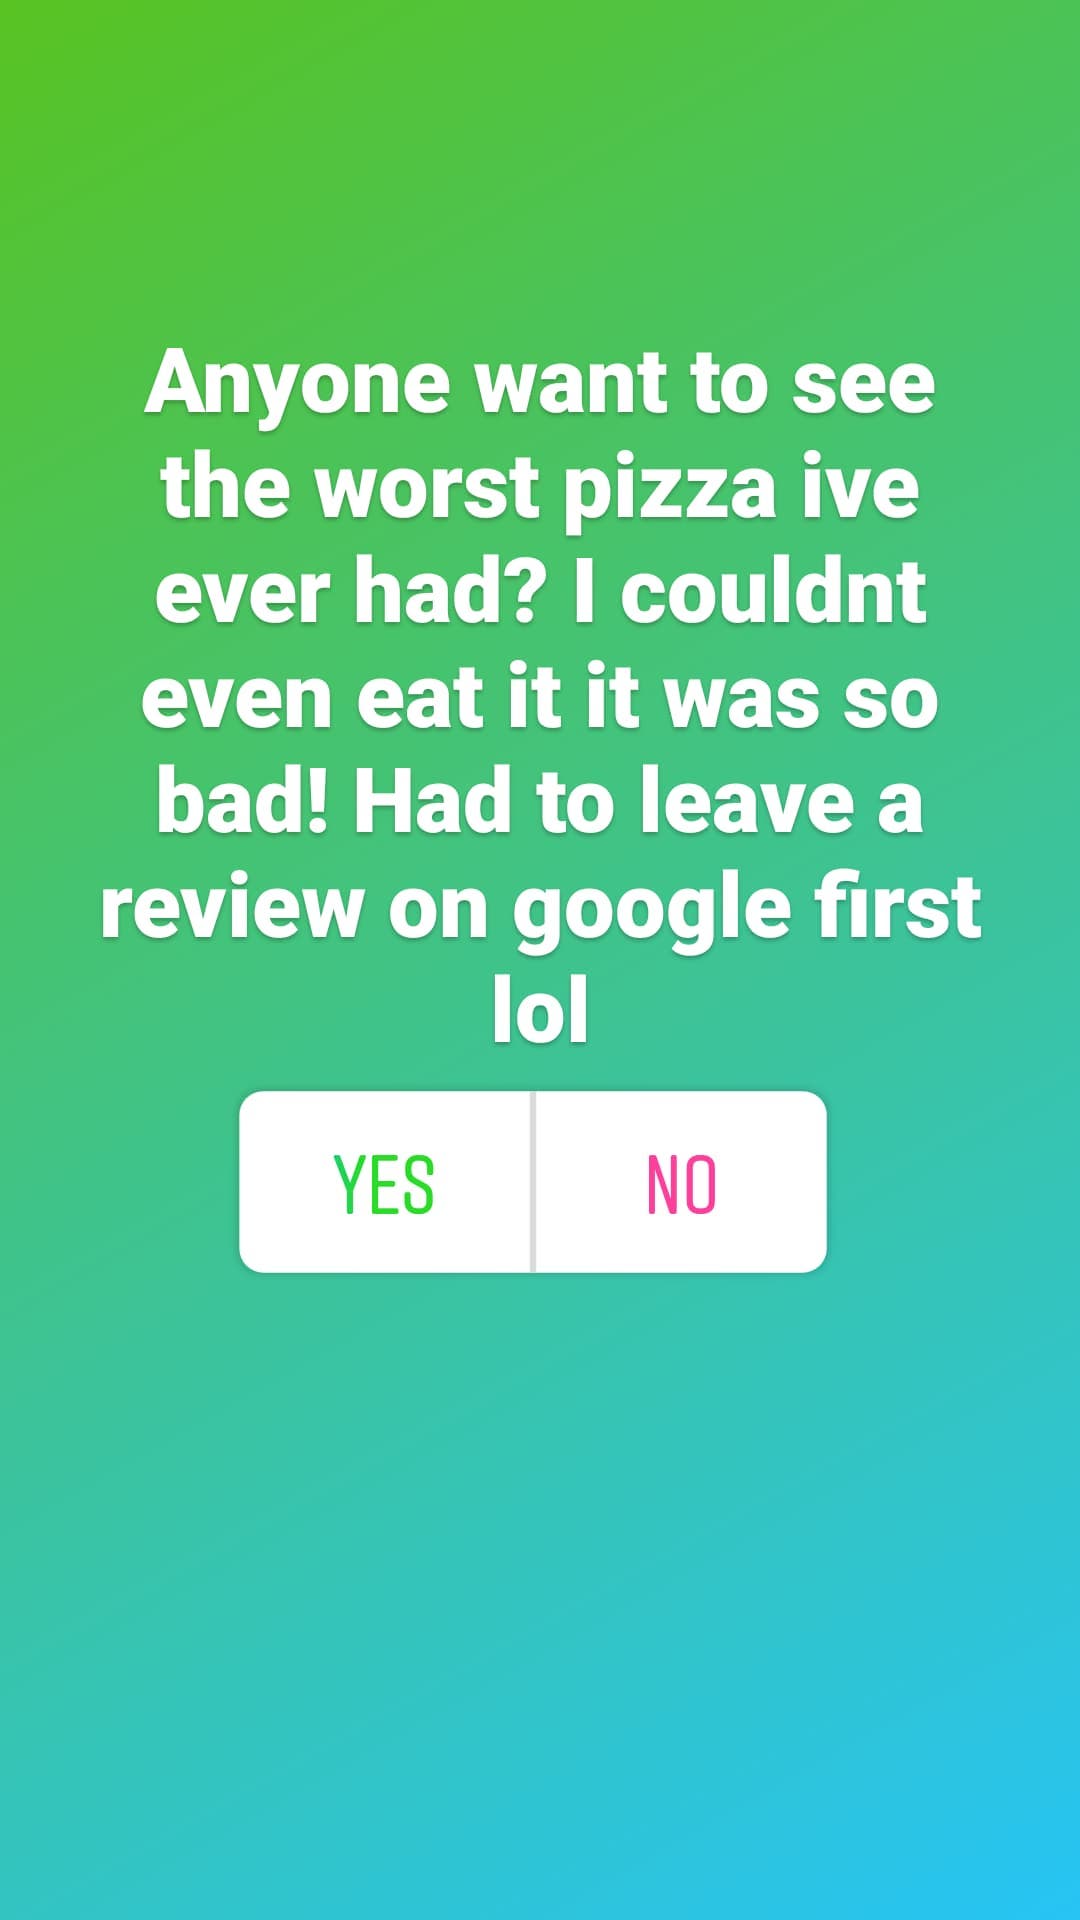 Anyone want to see
the worst pizza ive
ever had? I couldnt
even eat it it was so
bad! Had to leave a
review on google first
lol
YES NO